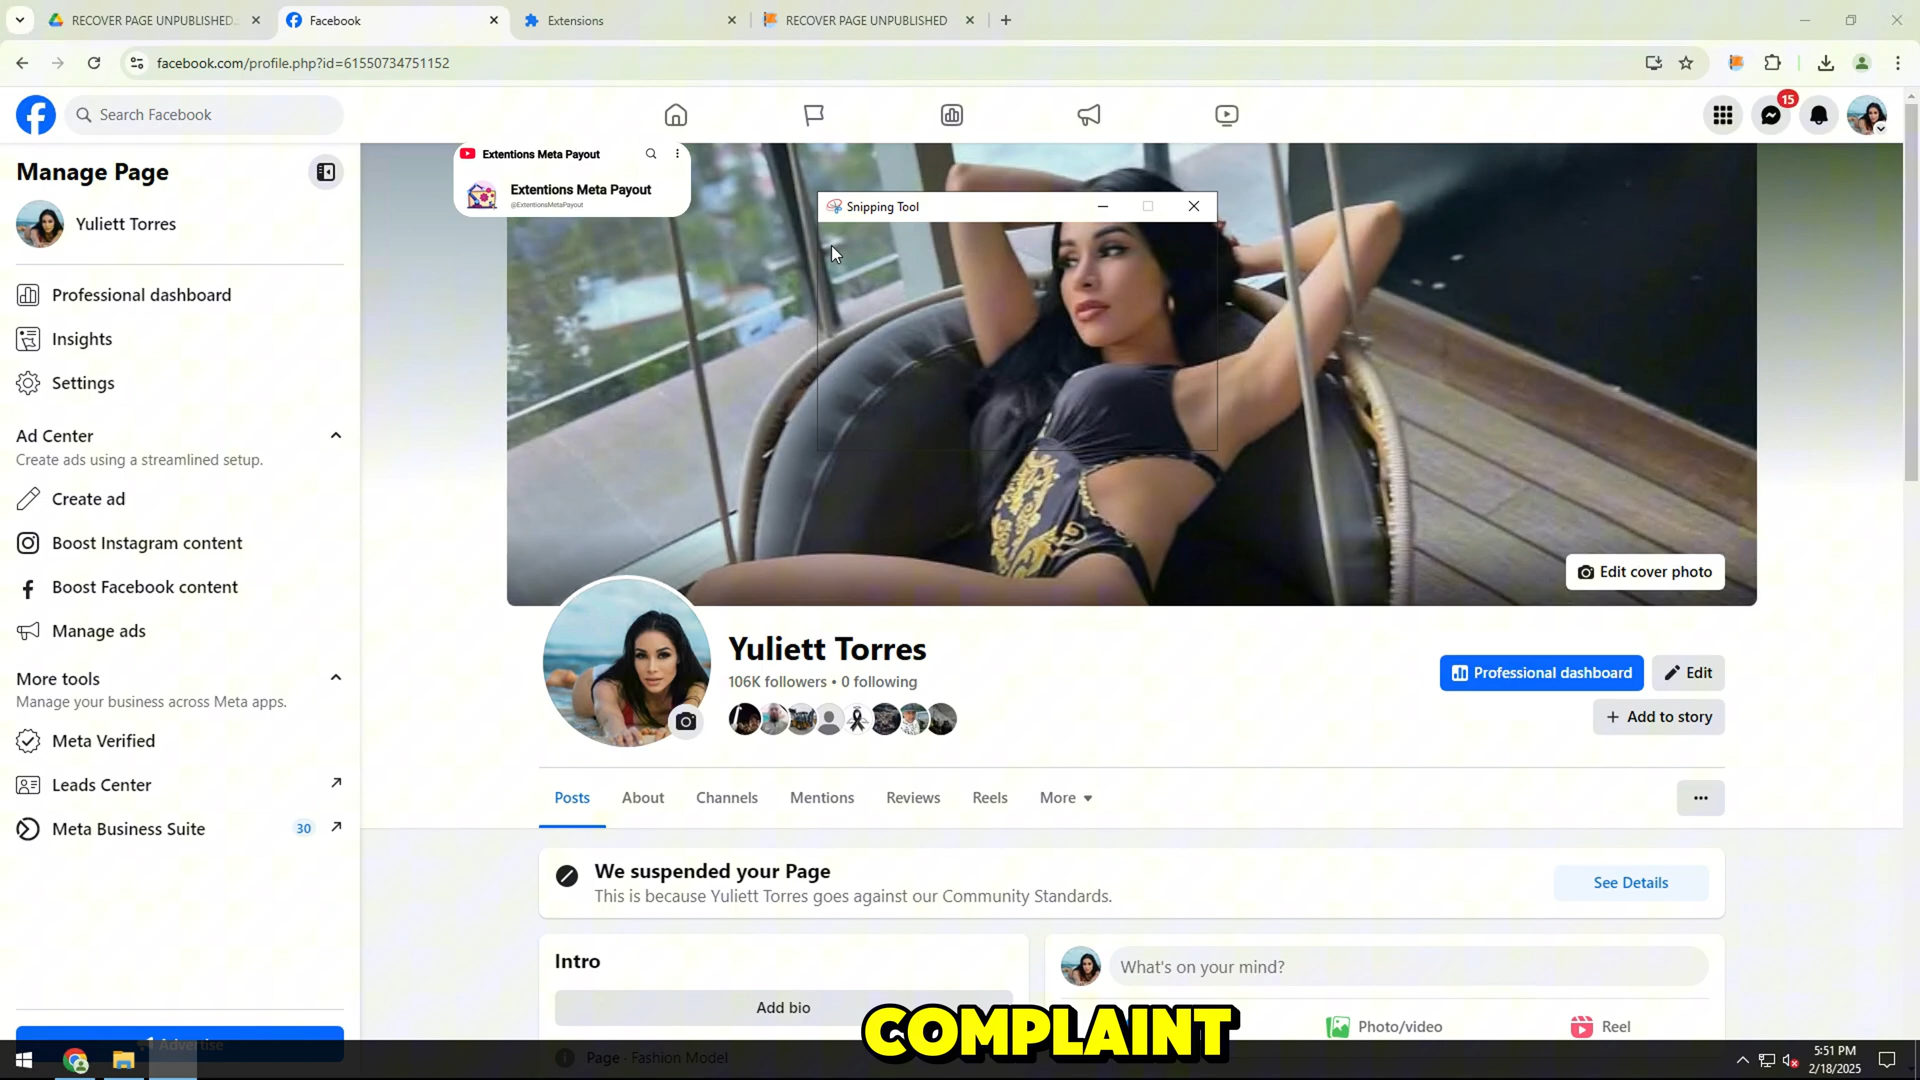 RECOVER PAGE UNPUBLISHED
Facebook
Extensions
RECOVER PAGE UNPUBLISHED
facebook.com/profile.php?id=61550734751152
Search Facebook
15
Manage Page
Yuliett Torres
Professional dashboard
Insights
Settings
Ad Center
Create ads using a streamlined setup.
Create ad
Boost Instagram content
Boost Facebook content
Manage ads
More tools
Manage your business across Meta apps.
Meta Verified
Leads Center
Meta Business Suite
30
Advertise
Extentions Meta Payout
Extentions Meta Payout
@ExtentionsMetaPayout
Snipping Tool
Edit cover photo
Yuliett Torres
106K followers • 0 following
Professional dashboard
Edit
+ Add to story
Posts
About
Channels
Mentions
Reviews
Reels
More
We suspended your Page
This is because Yuliett Torres goes against our Community Standards.
See Details
Intro
Add bio
Page · Fashion Model
What's on your mind?
Photo/video
Reel
COMPLAINT
5:51 PM
2/18/2025